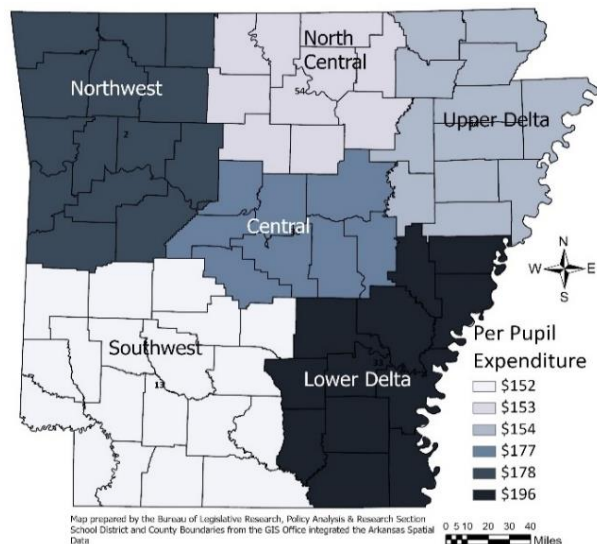 North
Central
54
Northwest
2
Upper Delta
Central
N
W E
S
Southwest
13
Lower Delta
Per Pupil
Expenditure
$152
$153
$154
$177
$178
$196
Map prepared by the Bureau of Legislative Research, Policy Analysis & Research Section
School District and County Boundaries from the GIS Office integrated the Arkansas Spatial
Data
0 5 10 20 30 40
Miles